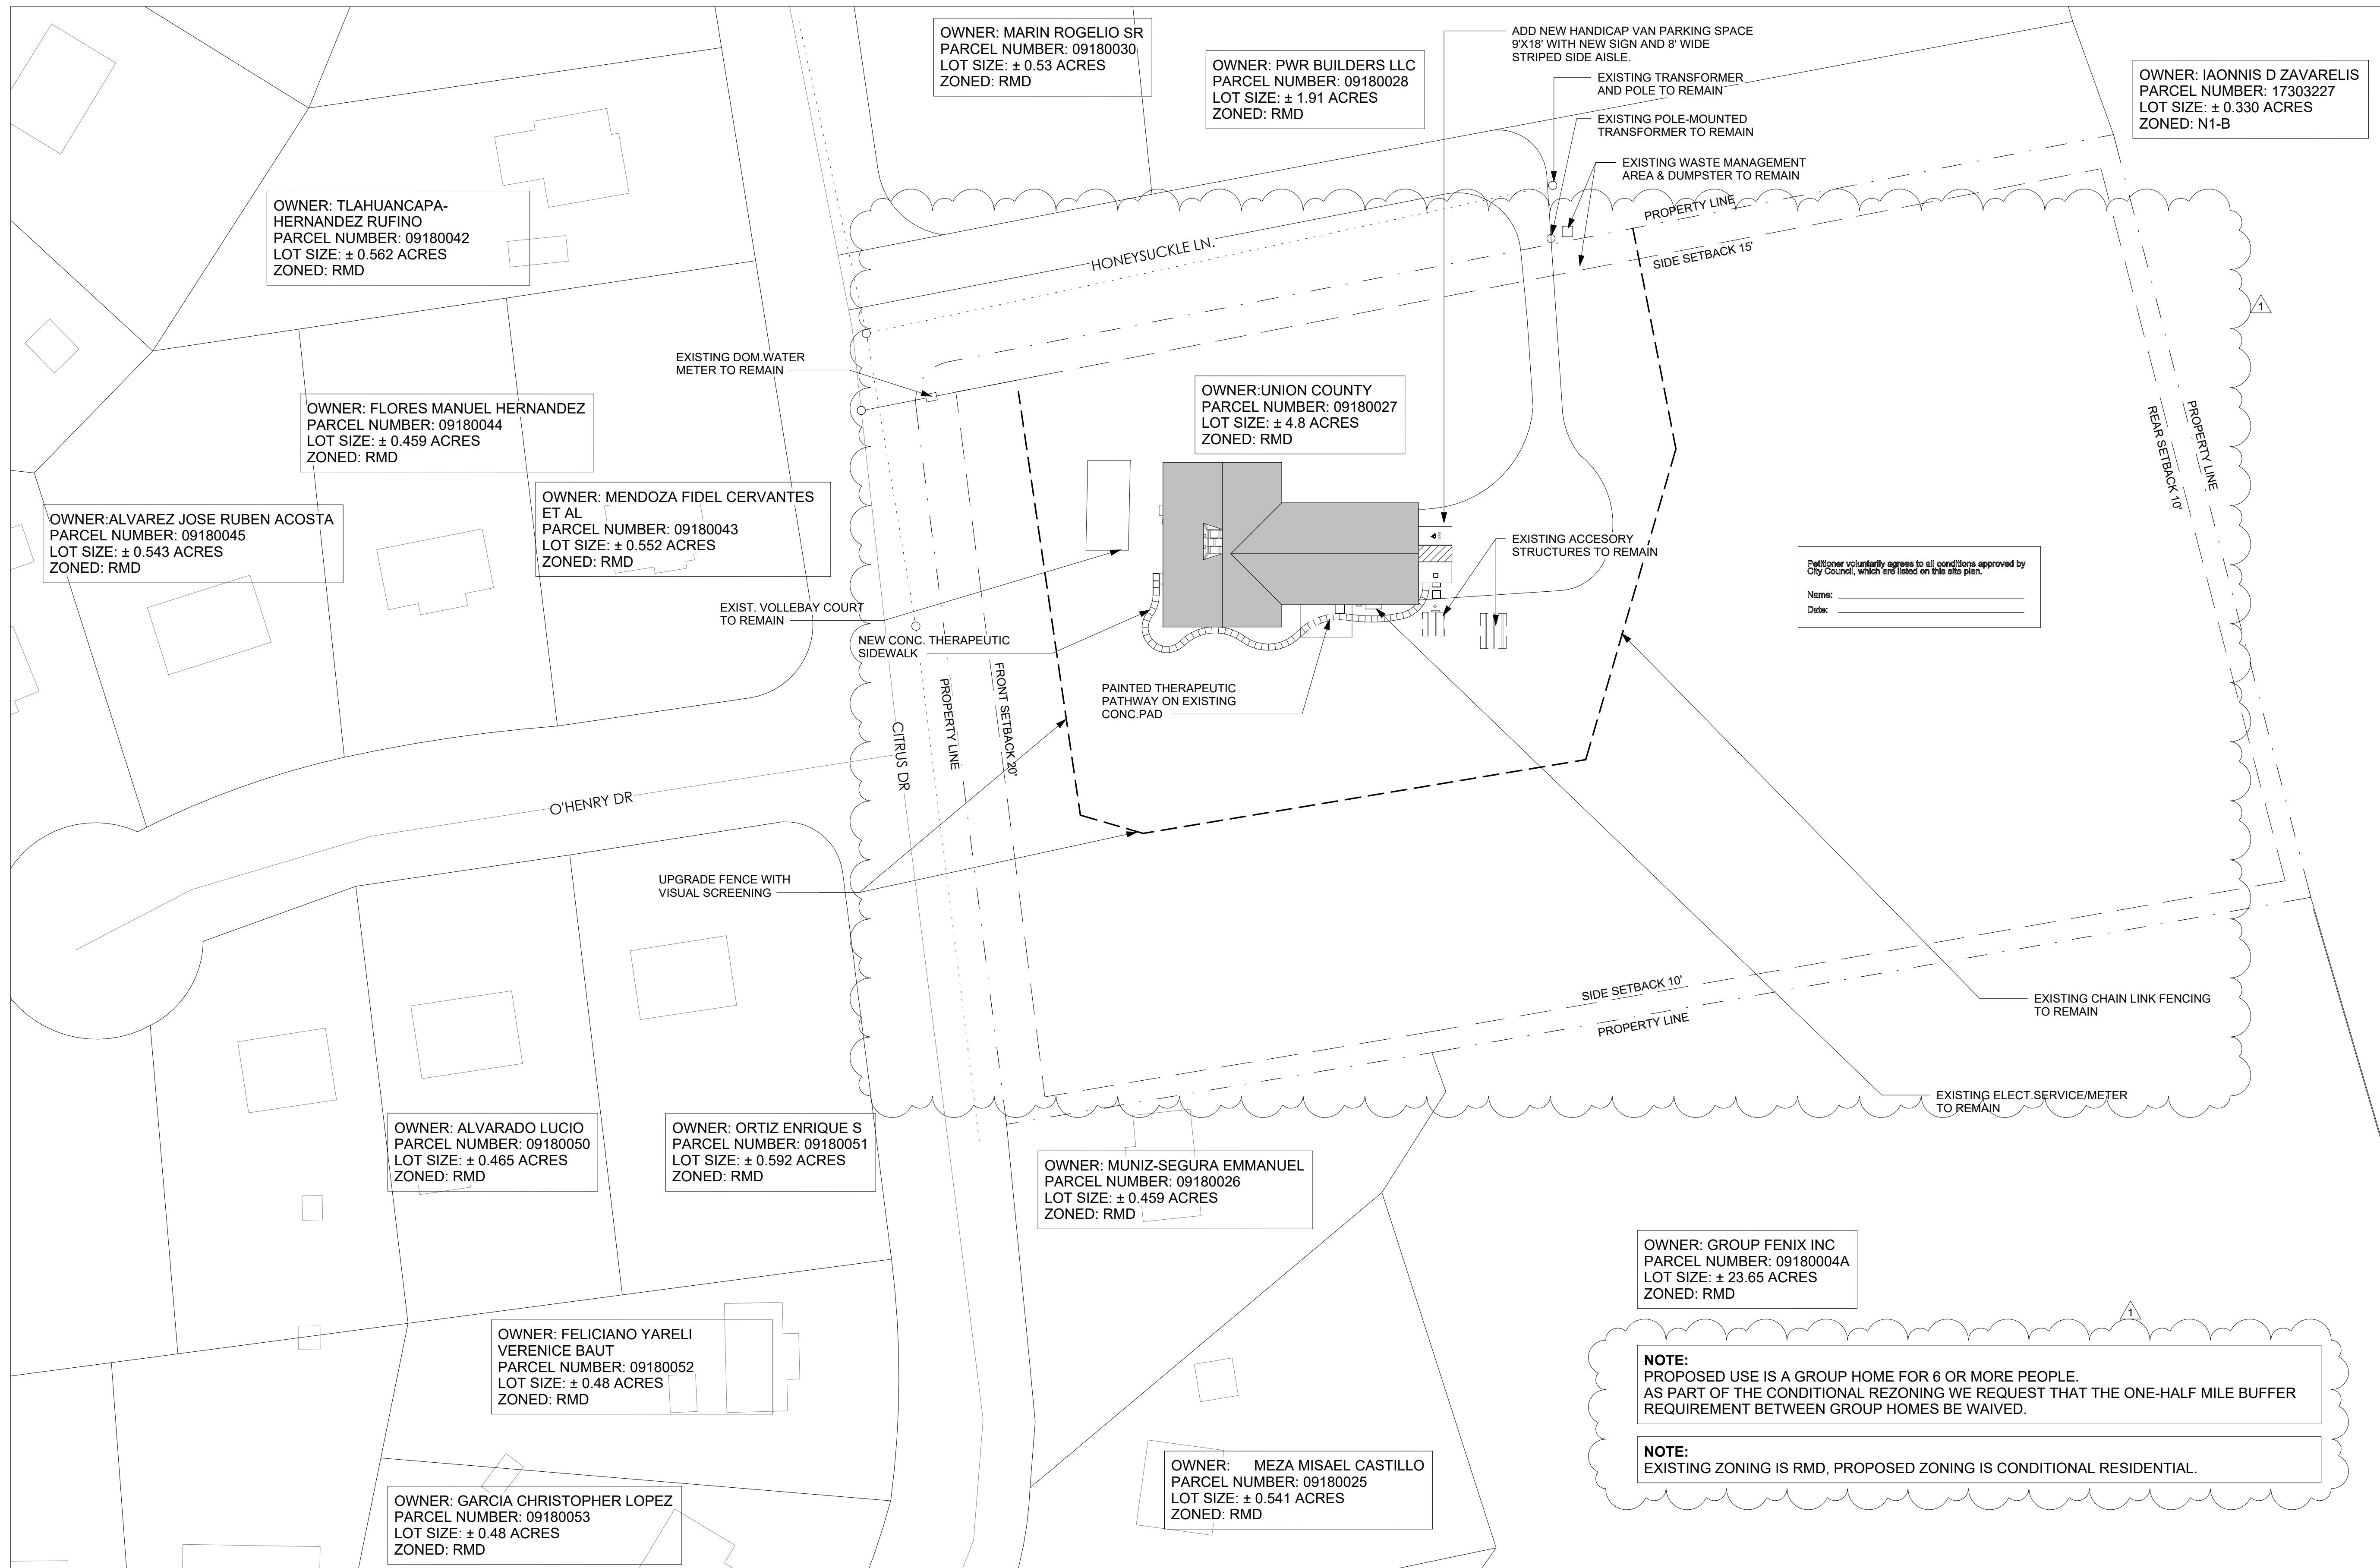 OWNER: MARIN ROGELIO SR
PARCEL NUMBER: 09180030
LOT SIZE: ± 0.53 ACRES
ZONED: RMD
OWNER: PWR BUILDERS LLC
PARCEL NUMBER: 09180028
LOT SIZE: ± 1.91 ACRES
ZONED: RMD
ADD NEW HANDICAP VAN PARKING SPACE
9'X18' WITH NEW SIGN AND 8' WIDE
STRIPED SIDE AISLE.
EXISTING TRANSFORMER
AND POLE TO REMAIN
EXISTING POLE-MOUNTED
TRANSFORMER TO REMAIN
EXISTING WASTE MANAGEMENT
AREA & DUMPSTER TO REMAIN
OWNER: IAONNIS D ZAVARELIS
PARCEL NUMBER: 17303227
LOT SIZE: ± 0.330 ACRES
ZONED: N1-B
OWNER: TLAHUANCAPA-
HERNANDEZ RUFINO
PARCEL NUMBER: 09180042
LOT SIZE: ± 0.562 ACRES
ZONED: RMD
HONEYSUCKLE LN.
PROPERTY LINE
SIDE SETBACK 15'
1
EXISTING DOM.WATER
METER TO REMAIN
OWNER: FLORES MANUEL HERNANDEZ
PARCEL NUMBER: 09180044
LOT SIZE: ± 0.459 ACRES
ZONED: RMD
OWNER:UNION COUNTY
PARCEL NUMBER: 09180027
LOT SIZE: ± 4.8 ACRES
ZONED: RMD
REAR SETBACK 10'
PROPERTY LINE
OWNER:ALVAREZ JOSE RUBEN ACOSTA
PARCEL NUMBER: 09180045
LOT SIZE: ± 0.543 ACRES
ZONED: RMD
OWNER: MENDOZA FIDEL CERVANTES
ET AL
PARCEL NUMBER: 09180043
LOT SIZE: ± 0.552 ACRES
ZONED: RMD
EXISTING ACCESORY
STRUCTURES TO REMAIN
Petitioner voluntarily agrees to all conditions approved by
City Council, which are listed on this site plan.
Name:
Date:
EXIST. VOLLEBAY COURT
TO REMAIN
NEW CONC. THERAPEUTIC
SIDEWALK
PAINTED THERAPEUTIC
PATHWAY ON EXISTING
CONC.PAD
CITRUS DR
PROPERTY LINE
FRONT SETBACK 20'
O'HENRY DR
UPGRADE FENCE WITH
VISUAL SCREENING
SIDE SETBACK 10'
PROPERTY LINE
EXISTING CHAIN LINK FENCING
TO REMAIN
EXISTING ELECT.SERVICE/METER
TO REMAIN
OWNER: ALVARADO LUCIO
PARCEL NUMBER: 09180050
LOT SIZE: ± 0.465 ACRES
ZONED: RMD
OWNER: ORTIZ ENRIQUE S
PARCEL NUMBER: 09180051
LOT SIZE: ± 0.592 ACRES
ZONED: RMD
OWNER: MUNIZ-SEGURA EMMANUEL
PARCEL NUMBER: 09180026
LOT SIZE: ± 0.459 ACRES
ZONED: RMD
OWNER: GROUP FENIX INC
PARCEL NUMBER: 09180004A
LOT SIZE: ± 23.65 ACRES
ZONED: RMD
1
OWNER: FELICIANO YARELI
VERENICE BAUT
PARCEL NUMBER: 09180052
LOT SIZE: ± 0.48 ACRES
ZONED: RMD
NOTE:
PROPOSED USE IS A GROUP HOME FOR 6 OR MORE PEOPLE.
AS PART OF THE CONDITIONAL REZONING WE REQUEST THAT THE ONE-HALF MILE BUFFER
REQUIREMENT BETWEEN GROUP HOMES BE WAIVED.
NOTE:
EXISTING ZONING IS RMD, PROPOSED ZONING IS CONDITIONAL RESIDENTIAL.
OWNER: MEZA MISAEL CASTILLO
PARCEL NUMBER: 09180025
LOT SIZE: ± 0.541 ACRES
ZONED: RMD
OWNER: GARCIA CHRISTOPHER LOPEZ
PARCEL NUMBER: 09180053
LOT SIZE: ± 0.48 ACRES
ZONED: RMD